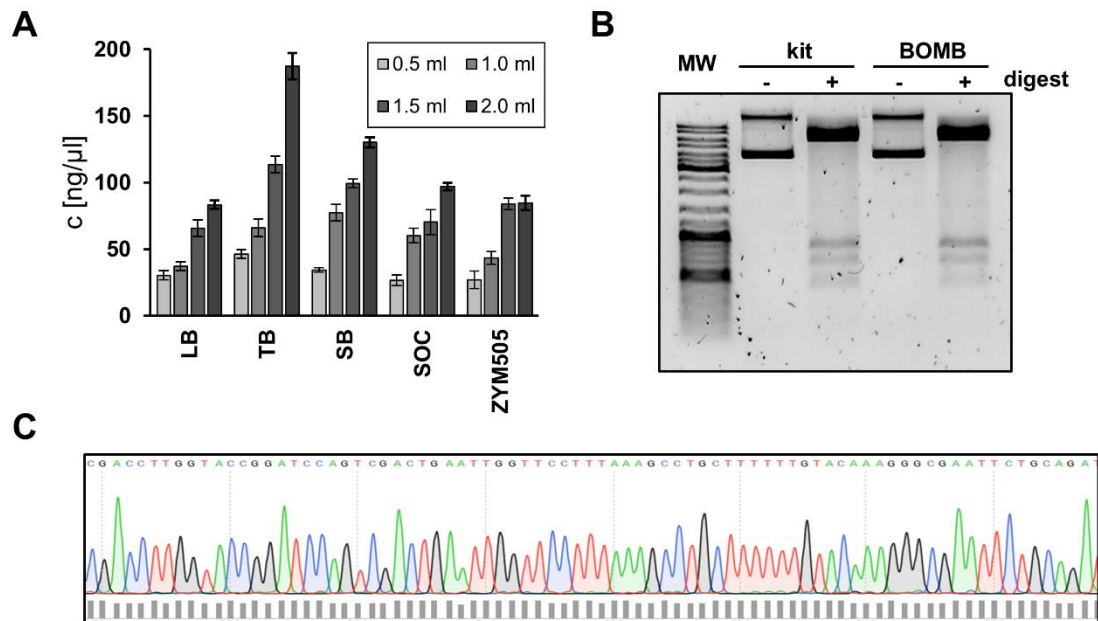 A
200
150
100
50
0
c [ng/µl]
0.5 ml 1.0 ml
1.5 ml 2.0 ml
LB TB SB SOC ZYM505
B
kit BOMB
MW - + - + digest
C
CGACCTTGGTACCGGATCCAGTCGACTGAATTGGTTCCTTTAAAGCCTGCTTTTTTGTACAAAGGGCGAATTCTGCAGAT